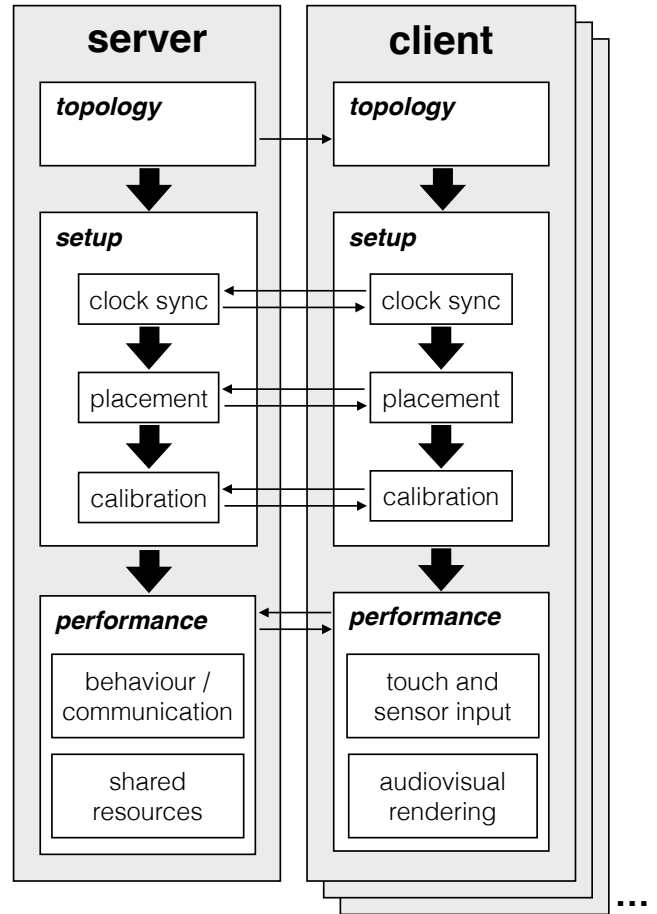 server
topology
setup
clock sync
placement
calibration
performance
behaviour /
communication
shared
resources
client
topology
setup
clock sync
placement
calibration
performance
touch and
sensor input
audiovisual
rendering
...